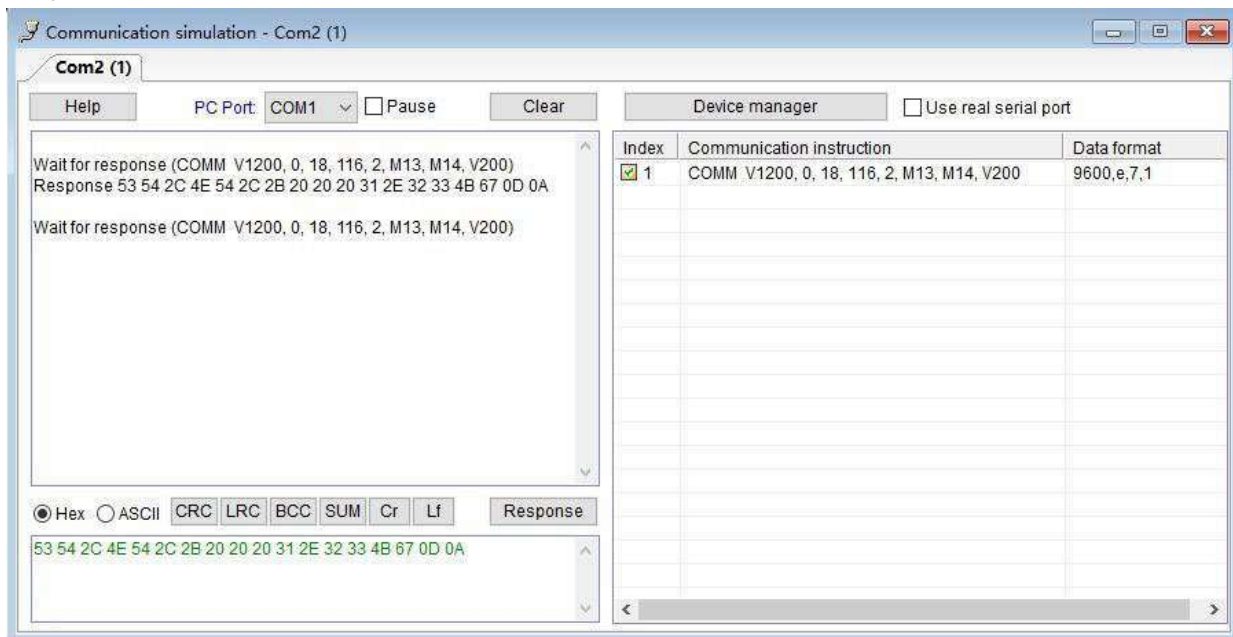 Communication simulation - Com2 (1)
Com2 (1)
Help PC Port: COM1 Pause Clear Device manager Use real serial port
Wait for response (COMM V1200, 0, 18, 116, 2, M13, M14, V200)
Response 53 54 2C 4E 54 2C 2B 20 20 20 31 2E 32 33 4B 67 0D 0A
Wait for response (COMM V1200, 0, 18, 116, 2, M13, M14, V200)
Index Communication instruction Data format
1 COMM V1200, 0, 18, 116, 2, M13, M14, V200 9600,e,7,1
Hex ASCII CRC LRC BCC SUM Cr Lf Response
53 54 2C 4E 54 2C 2B 20 20 20 31 2E 32 33 4B 67 0D 0A